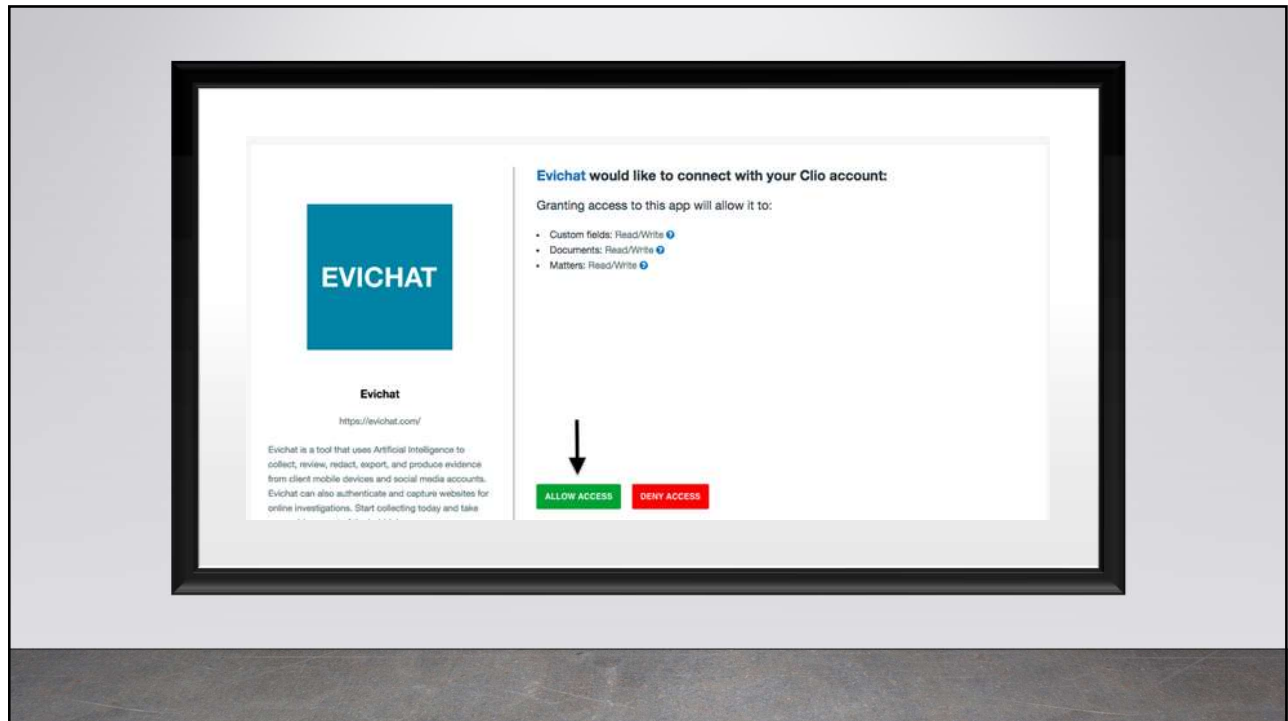 EVICHAT
Evichat
https://evichat.com/
Evichat is a tool that uses Artificial Intelligence to
collect, review, redact, export, and produce evidence
from client mobile devices and social media accounts.
Evichat can also authenticate and capture websites for
online investigations. Start collecting today and take
Evichat would like to connect with your Clio account:
Granting access to this app will allow it to:
• Custom fields: Read/Write ?
• Documents: Read/Write ?
• Matters: Read/Write ?
ALLOW ACCESS
DENY ACCESS